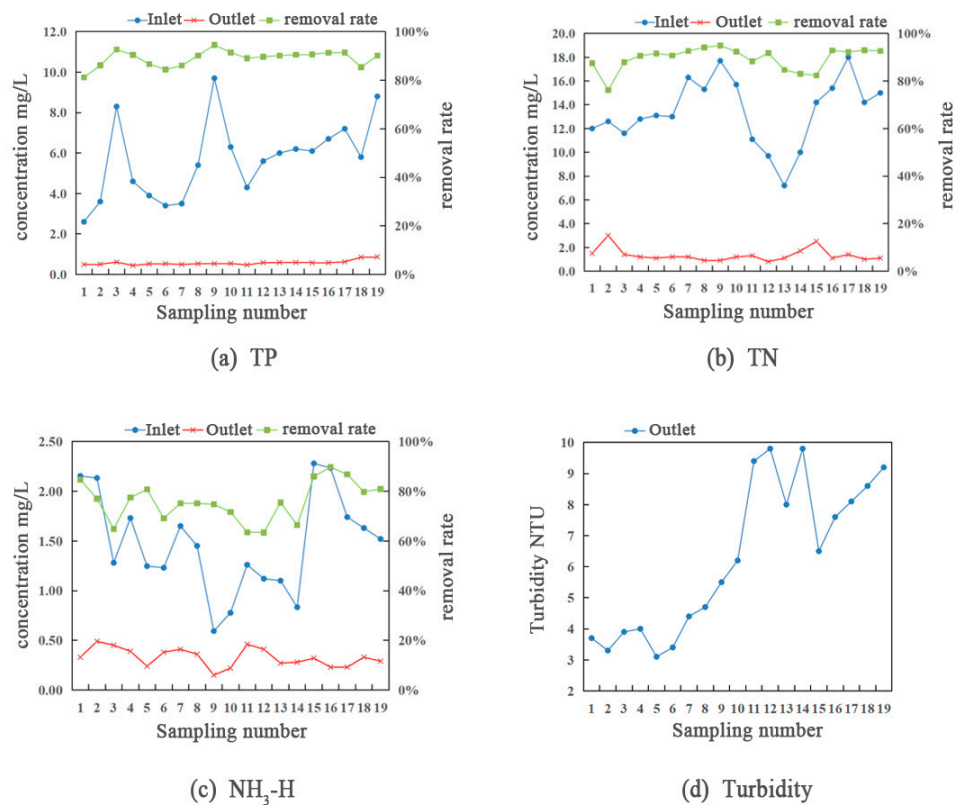 Inlet Outlet removal rate
12.0 100%
10.0 80%
8.0 60%
6.0 40%
4.0 20%
2.0 0%
0.0
concentration mg/L
removal rate
1 2 3 4 5 6 7 8 9 10 11 12 13 14 15 16 17 18 19
Sampling number
(a) TP
Inlet Outlet removal rate
20.0 100%
18.0 80%
16.0 60%
14.0 40%
12.0 20%
10.0 0%
8.0
6.0
4.0
2.0
0.0
concentration mg/L
removal rate
1 2 3 4 5 6 7 8 9 10 11 12 13 14 15 16 17 18 19
Sampling number
(b) TN
Inlet Outlet removal rate
2.50 100%
2.00 80%
1.50 60%
1.00 40%
0.50 20%
0.00 0%
concentration mg/L
removal rate
1 2 3 4 5 6 7 8 9 10 11 12 13 14 15 16 17 18 19
Sampling number
(c) NH₃-H
Outlet
10
9
8
7
6
5
4
3
2
Turbidity NTU
1 2 3 4 5 6 7 8 9 10 11 12 13 14 15 16 17 18 19
Sampling number
(d) Turbidity